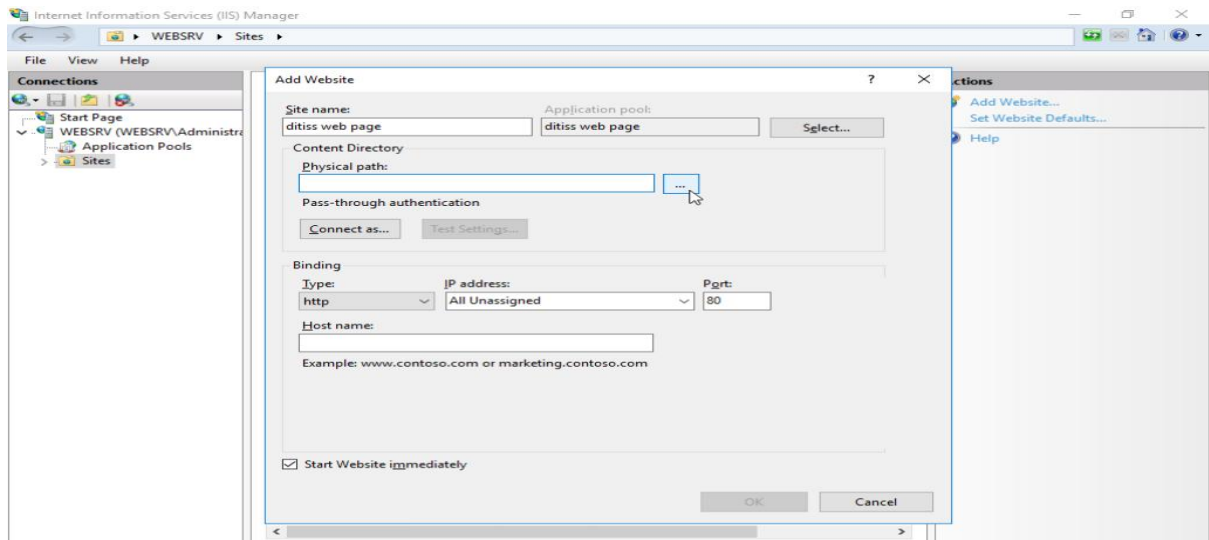 Internet Information Services (IIS) Manager
WEBSRV Sites
File View Help
Connections
Start Page
WEBSRV (WEBSRV\Administra
Application Pools
Sites
Add Website ?
Site name: Application pool:
ditiss web page ditiss web page Select...
Content Directory
Physical path:
...
Pass-through authentication
Connect as... Test Settings...
Binding
Type: IP address: Port:
http All Unassigned 80
Host name:
Example: www.contoso.com or marketing.contoso.com
Start Website immediately
OK Cancel
ctions
Add Website...
Set Website Defaults...
Help